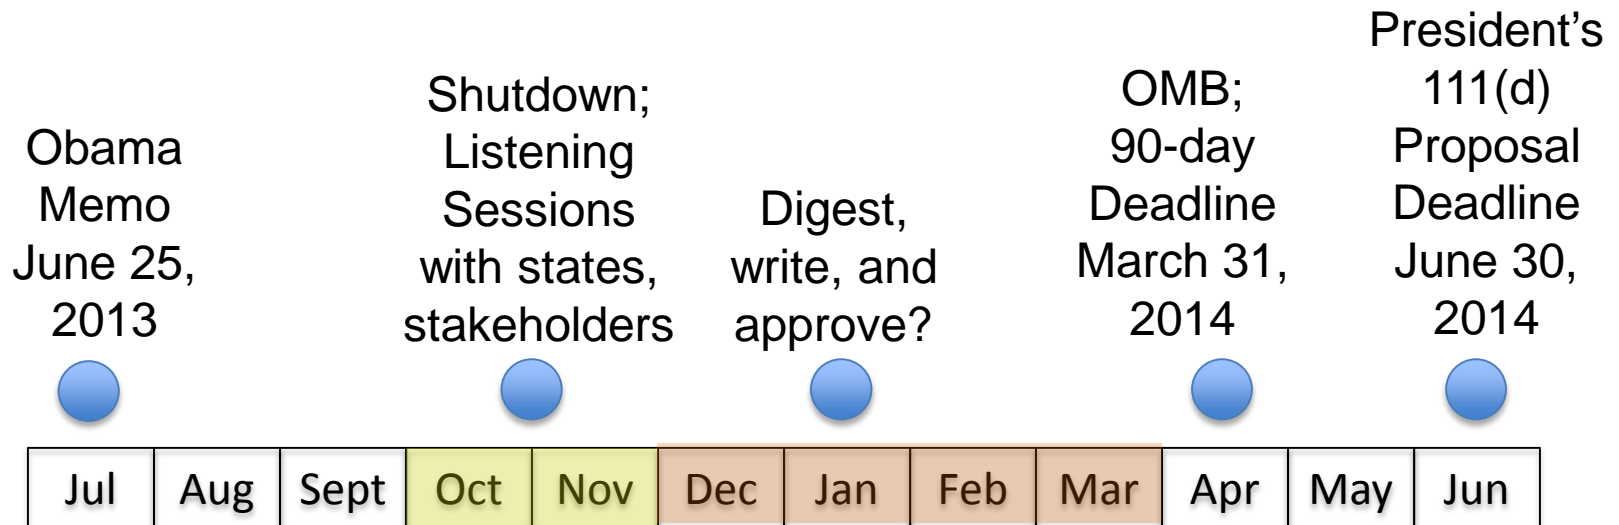 Obama
Memo
June 25,
2013
Shutdown;
Listening
Sessions
with states,
stakeholders
Digest,
write, and
approve?
OMB;
90-day
Deadline
March 31,
2014
President’s
111(d)
Proposal
Deadline
June 30,
2014
Jul Aug Sept Oct Nov Dec Jan Feb Mar Apr May Jun